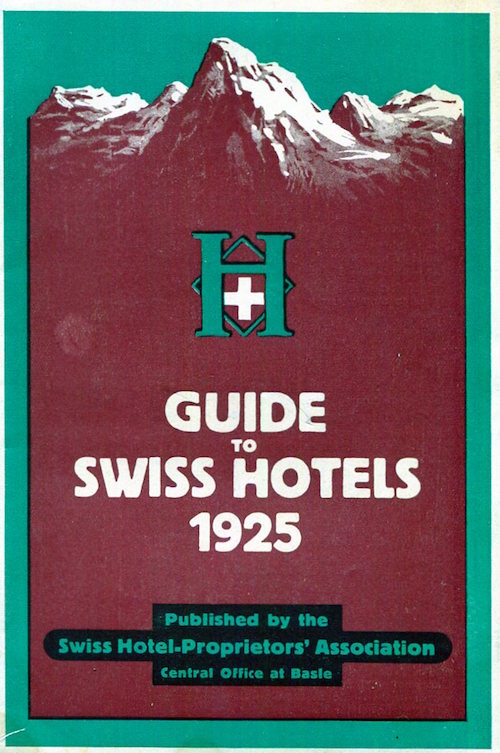 H
GUIDE
TO
SWISS HOTELS
1925
Published by the
Swiss Hotel-Proprietors' Association
Central Office at Basle